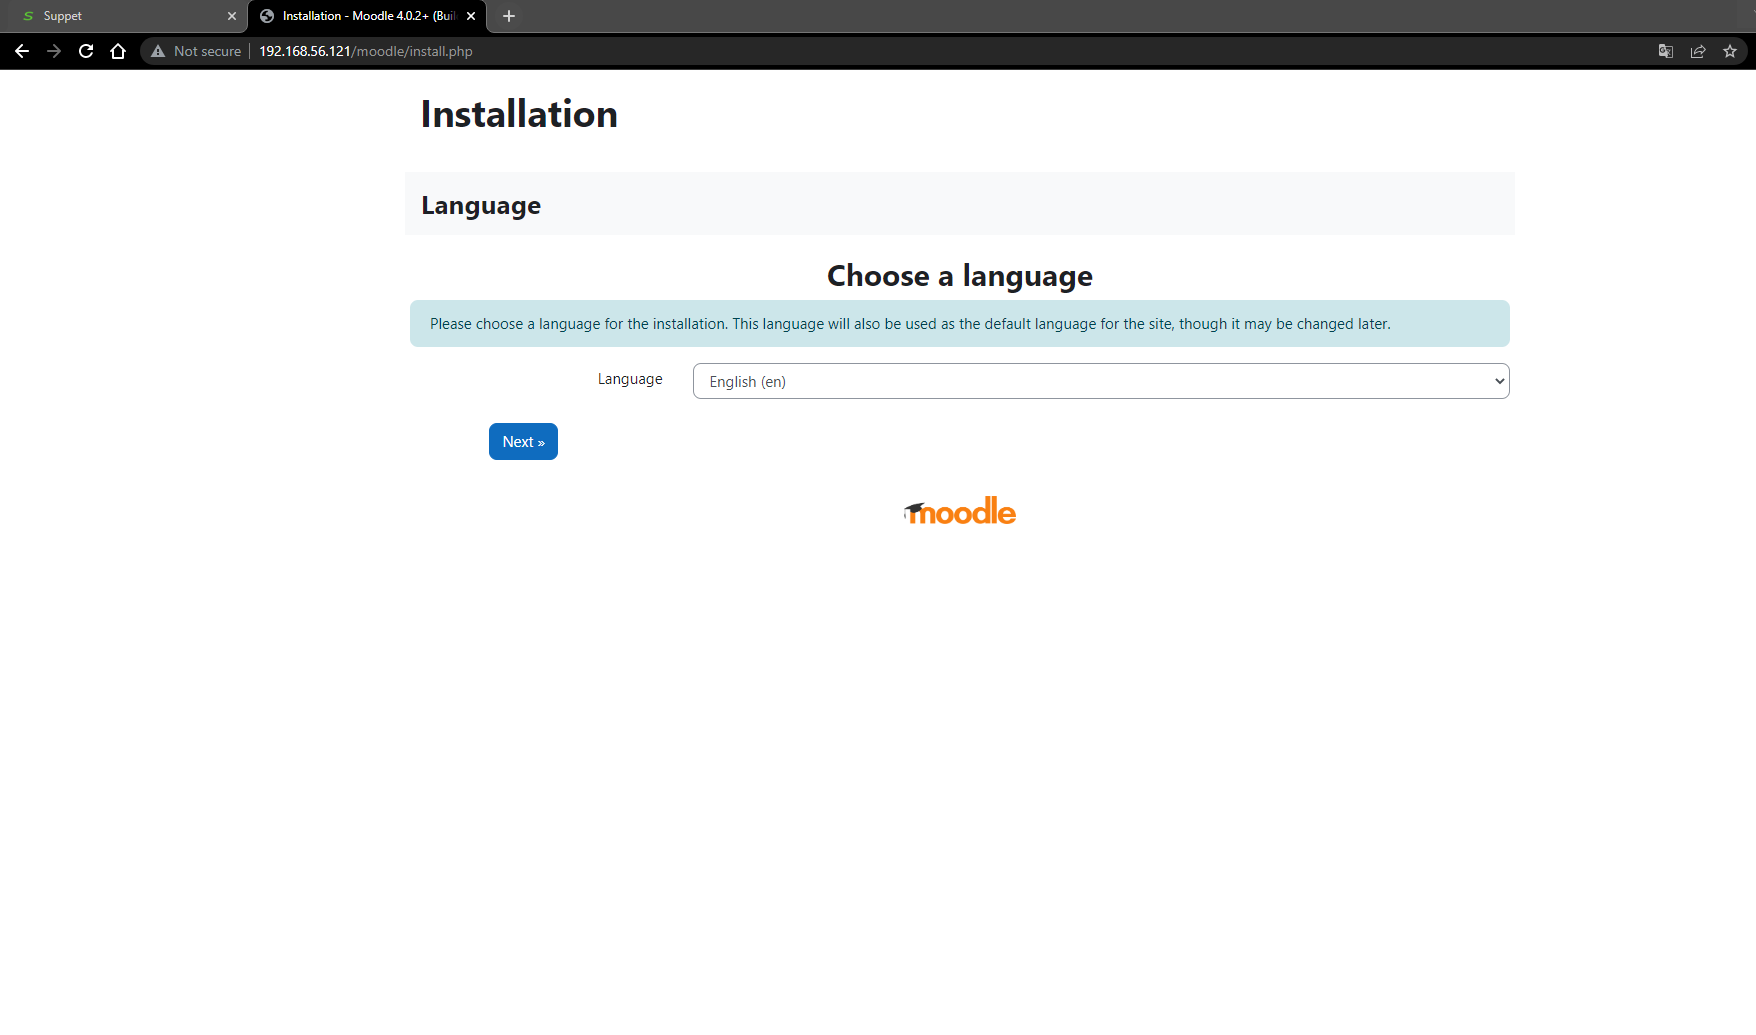 Suppet
Installation - Moodle 4.0.2+ (Buil
Not secure 192.168.56.121/moodle/install.php
Installation
Language
Choose a language
Please choose a language for the installation. This language will also be used as the default language for the site, though it may be changed later.
Language English (en)
Next »
moodle